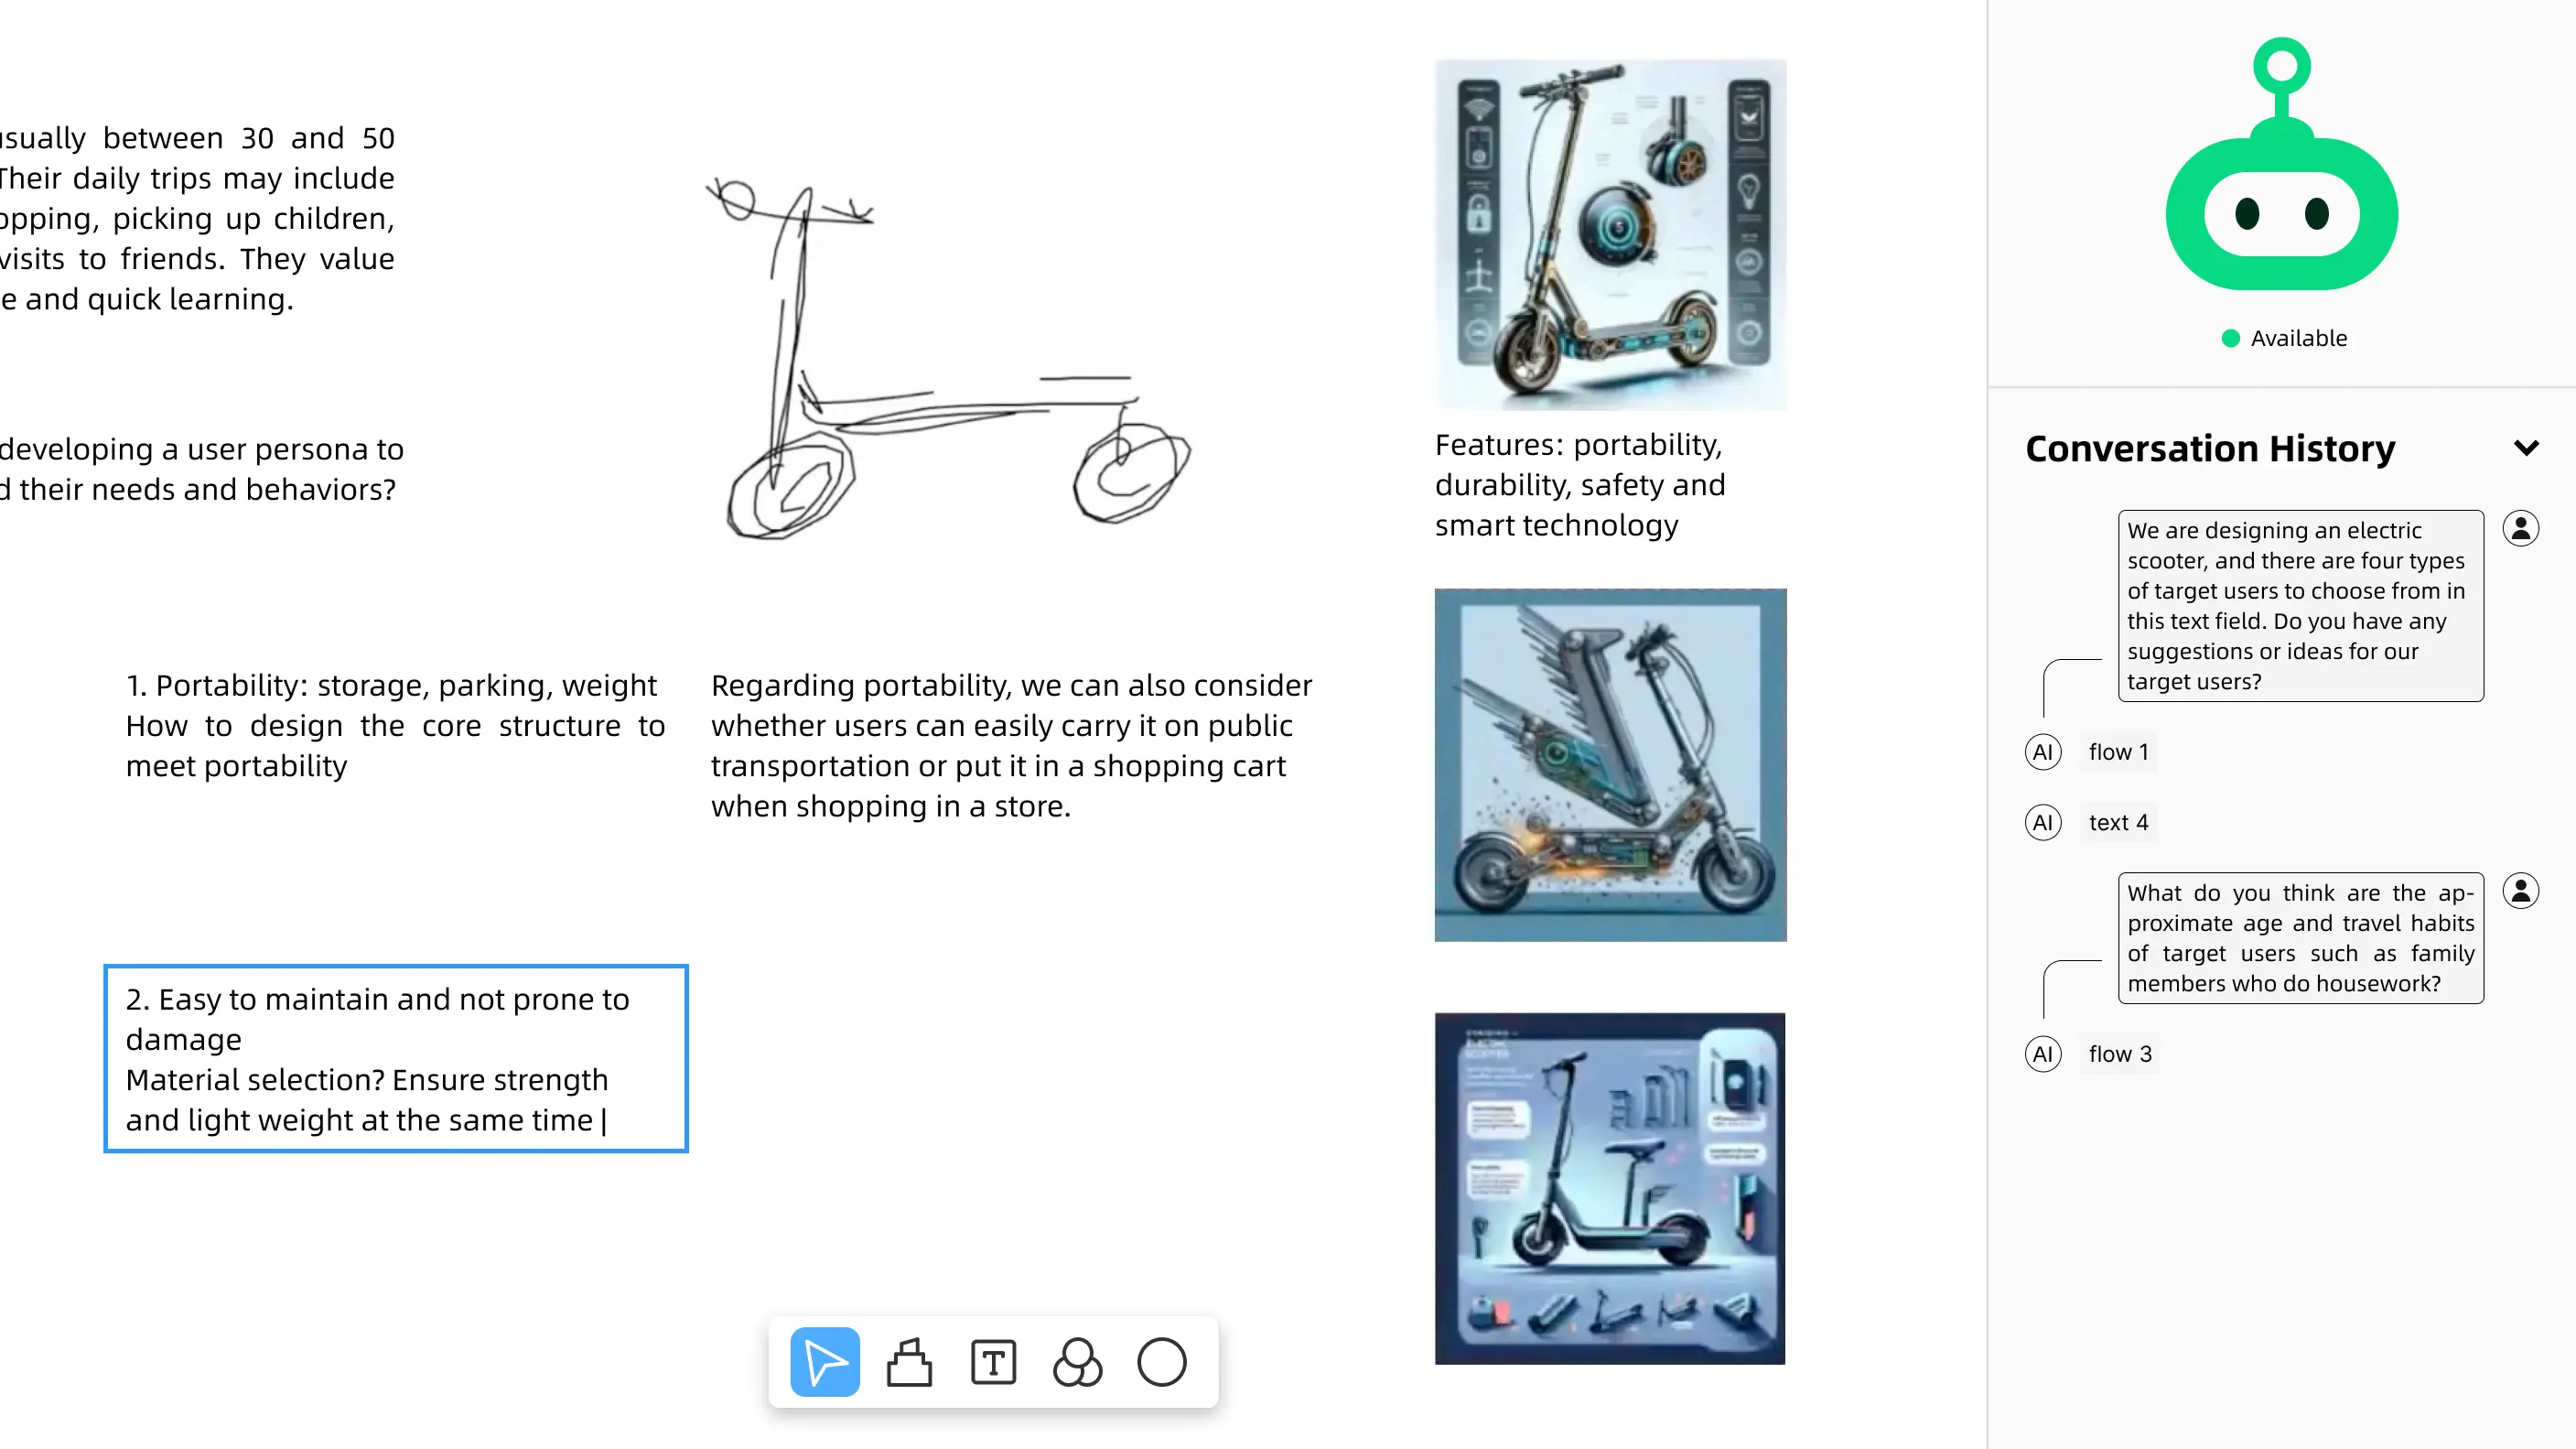 usually between 30 and 50
Their daily trips may include
opping, picking up children,
visits to friends. They value
e and quick learning.
developing a user persona to
d their needs and behaviors?
1. Portability: storage, parking, weight
How to design the core structure to
meet portability
Regarding portability, we can also consider
whether users can easily carry it on public
transportation or put it in a shopping cart
when shopping in a store.
2. Easy to maintain and not prone to
damage
Material selection? Ensure strength
and light weight at the same time
Features: portability,
durability, safety and
smart technology
T
Available
Conversation History
We are designing an electric
scooter, and there are four types
of target users to choose from in
this text field. Do you have any
suggestions or ideas for our
target users?
AI flow 1
AI text 4
What do you think are the ap-
proximate age and travel habits
of target users such as family
members who do housework?
AI flow 3